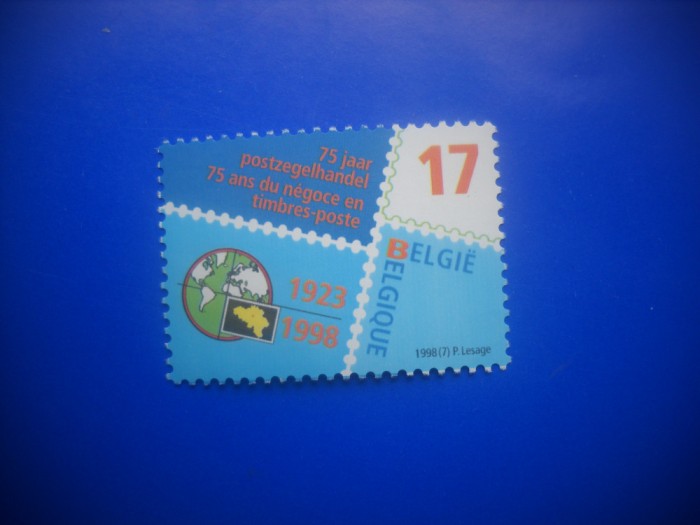 75 jaar
postzegelhandel
75 ans du négoce en
timbres-poste
17
BELGIË
BELGIQUE
1923
1998
1998(7) P. Lesage